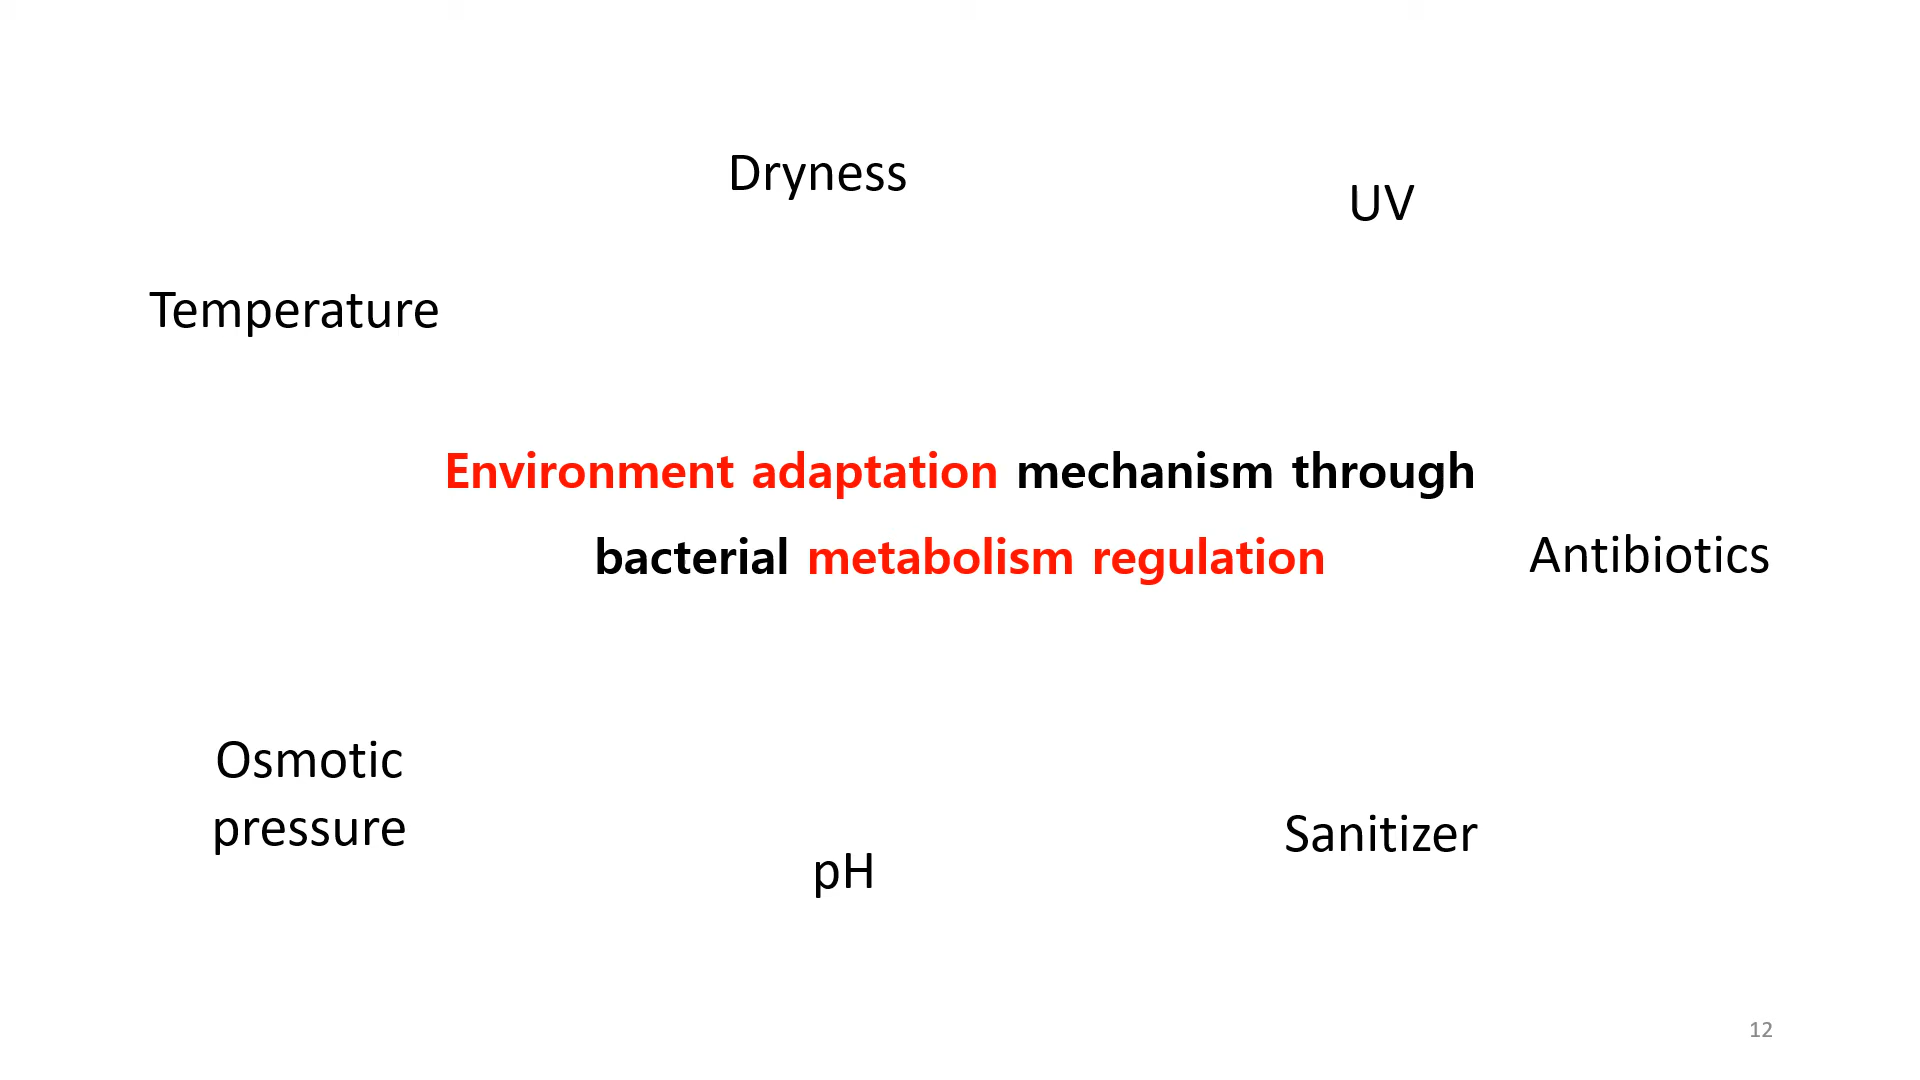 Dryness
UV
Temperature
Environment adaptation mechanism through
bacterial metabolism regulation
Antibiotics
Osmotic
pressure
Sanitizer
pH
12